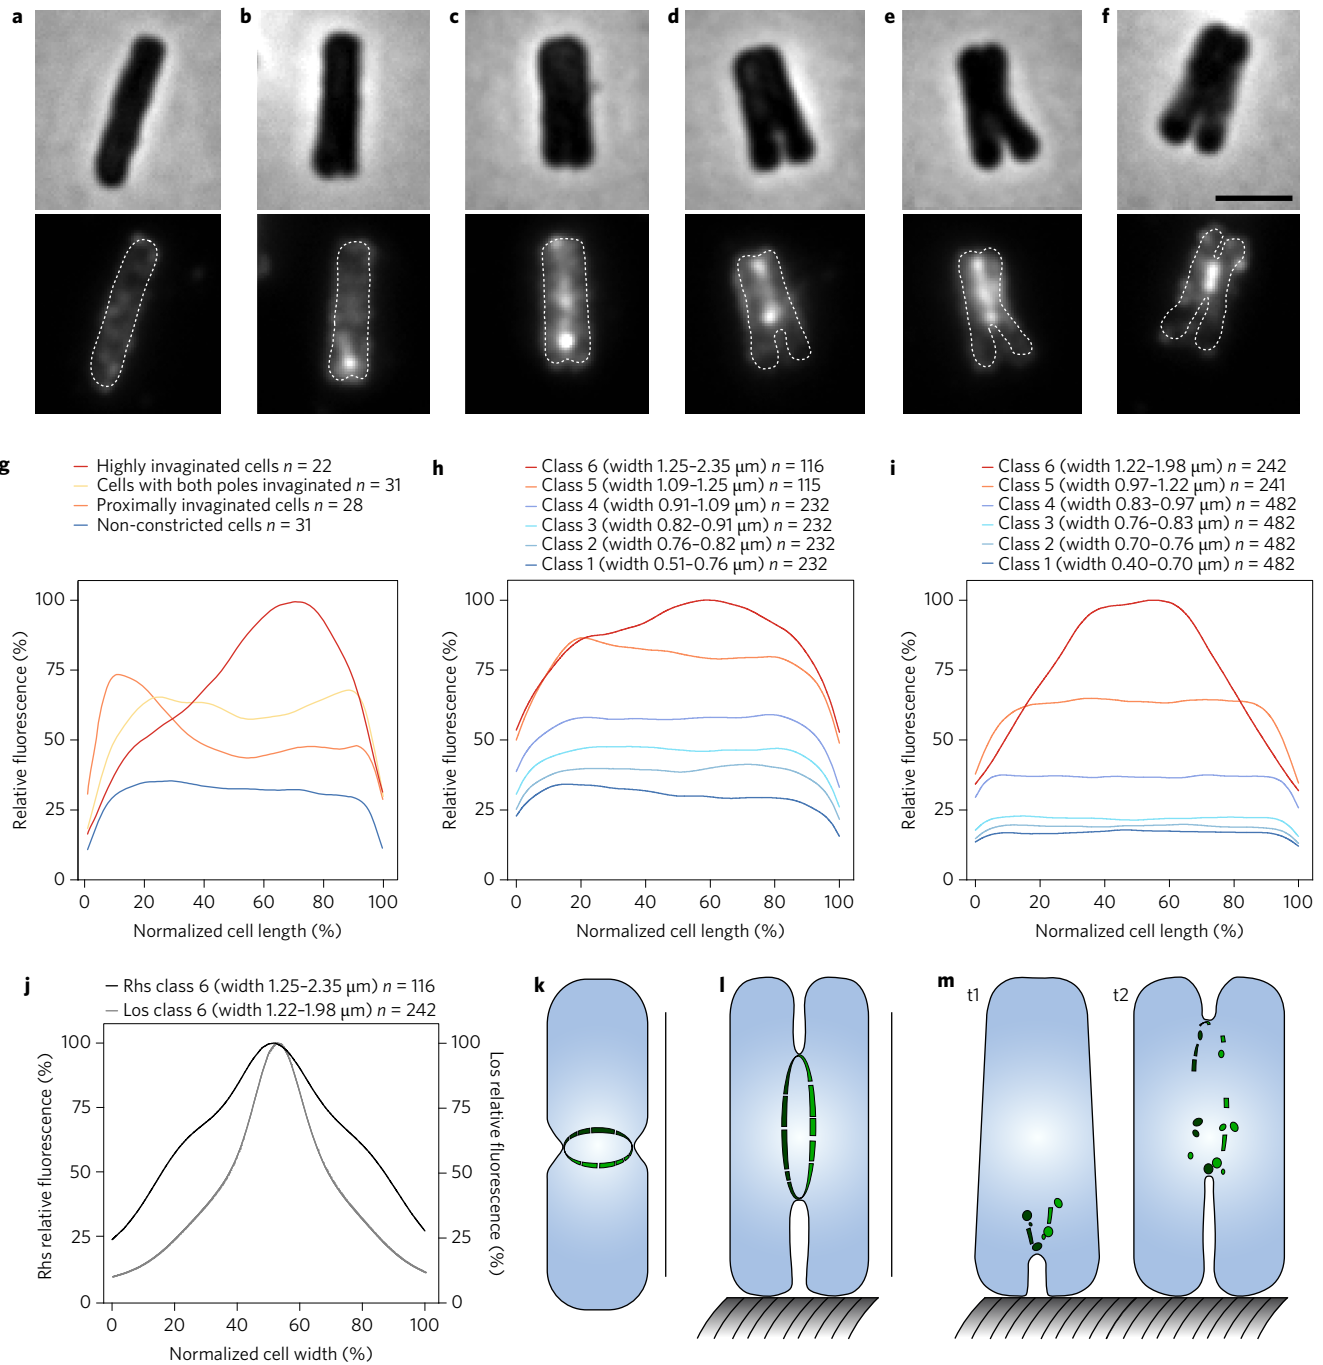 a b c d e f
g
Highly invaginated cells n = 22
Cells with both poles invaginated n = 31
Proximally invaginated cells n = 28
Non-constricted cells n = 31
Relative fluorescence (%)
100
75
50
25
0
0 20 40 60 80 100
Normalized cell length (%)
h
Class 6 (width 1.25–2.35 μm) n = 116
Class 5 (width 1.09–1.25 μm) n = 115
Class 4 (width 0.91–1.09 μm) n = 232
Class 3 (width 0.82–0.91 μm) n = 232
Class 2 (width 0.76–0.82 μm) n = 232
Class 1 (width 0.51–0.76 μm) n = 232
Relative fluorescence (%)
100
75
50
25
0
0 20 40 60 80 100
Normalized cell length (%)
i
Class 6 (width 1.22–1.98 μm) n = 242
Class 5 (width 0.97–1.22 μm) n = 241
Class 4 (width 0.83–0.97 μm) n = 482
Class 3 (width 0.76–0.83 μm) n = 482
Class 2 (width 0.70–0.76 μm) n = 482
Class 1 (width 0.40–0.70 μm) n = 482
Relative fluorescence (%)
100
75
50
25
0
0 20 40 60 80 100
Normalized cell length (%)
j
Rhs class 6 (width 1.25–2.35 μm) n = 116
Los class 6 (width 1.22–1.98 μm) n = 242
Rhs relative fluorescence (%)
100
75
50
25
0
100
75
50
25
0
Los relative fluorescence (%)
0 20 40 60 80 100
Normalized cell width (%)
k
l
m
t1
t2